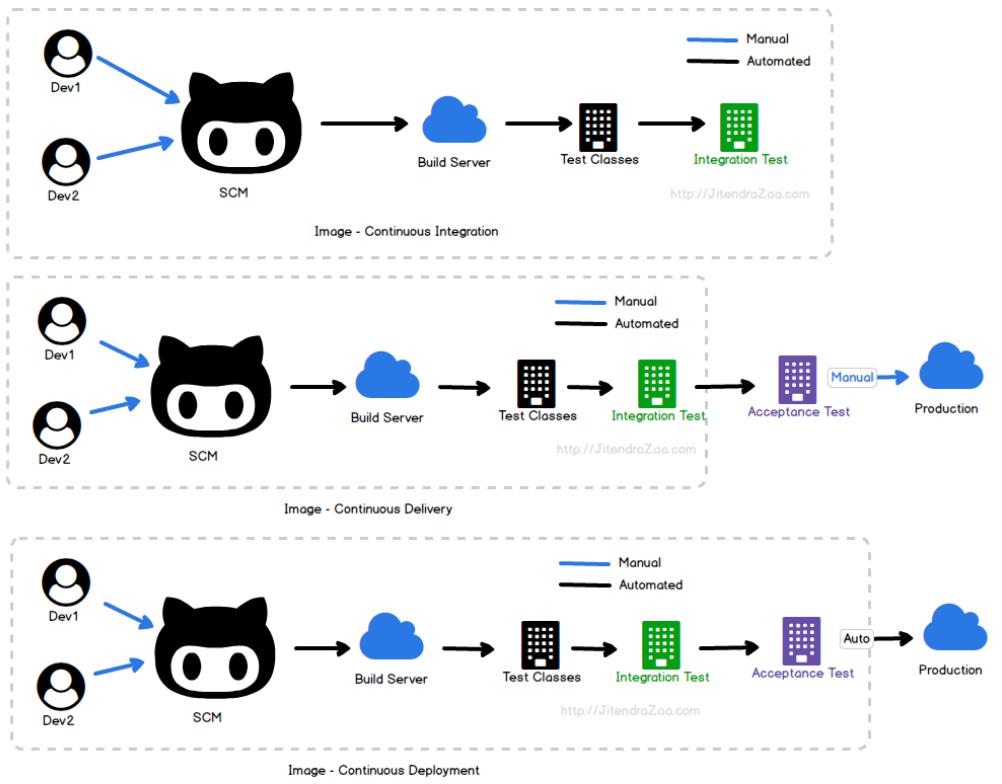 Manual
Automated
Dev1
Dev2
SCM
Build Server
Test Classes
Integration Test
http://JitendraZaa.com
Image - Continuous Integration
Manual
Automated
Dev1
Dev2
SCM
Build Server
Test Classes
Integration Test
Acceptance Test
Manual
Production
http://JitendraZaa.com
Image - Continuous Delivery
Manual
Automated
Dev1
Dev2
SCM
Build Server
Test Classes
Integration Test
Acceptance Test
Auto
Production
http://JitendraZaa.com
Image - Continuous Deployment